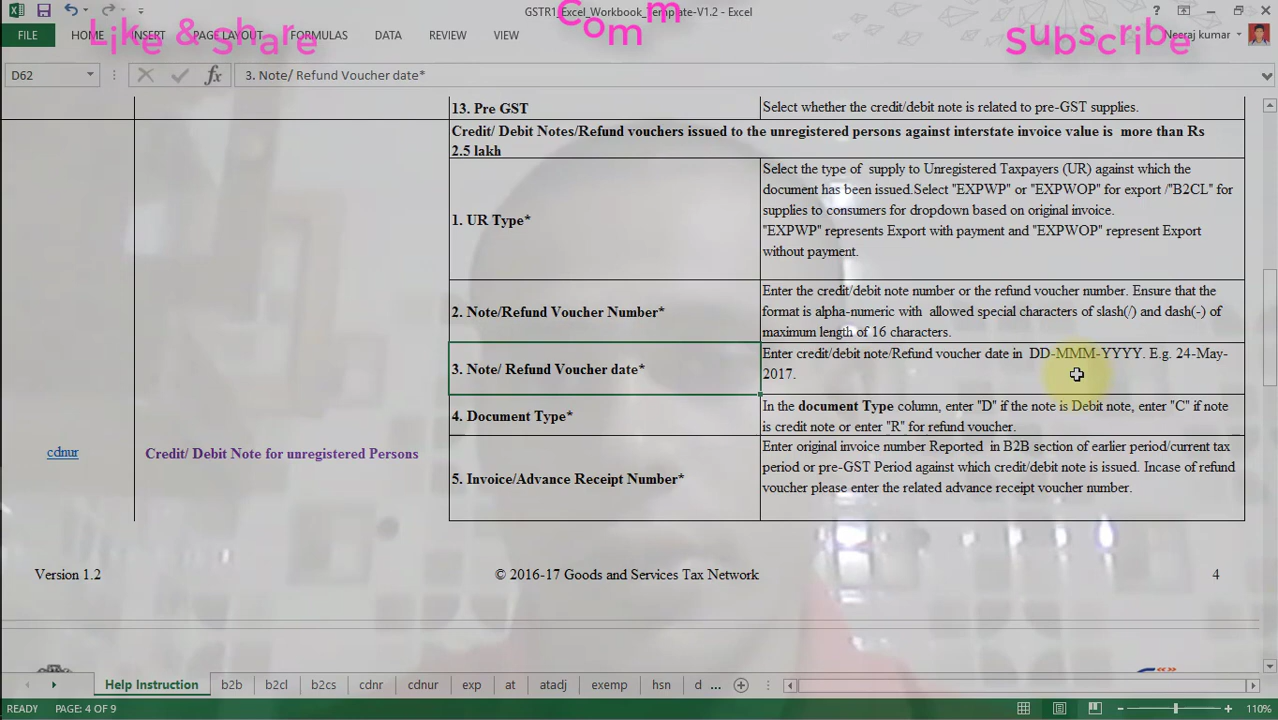 GSTR1_Excel_Workbook_Template-V1.2 - Excel
Like & Share
Comm
Subscribe
FILE HOME INSERT PAGE LAYOUT FORMULAS DATA REVIEW VIEW Neeraj kumar
D62 fx 3. Note/ Refund Voucher date*
13. Pre GST
Select whether the credit/debit note is related to pre-GST supplies.
Credit/ Debit Notes/Refund vouchers issued to the unregistered persons against interstate invoice value is more than Rs
2.5 lakh
1. UR Type*
Select the type of supply to Unregistered Taxpayers (UR) against which the
document has been issued.Select "EXPWP" or "EXPWOP" for export /"B2CL" for
supplies to consumers for dropdown based on original invoice.
"EXPWP" represents Export with payment and "EXPWOP" represent Export
without payment.
2. Note/Refund Voucher Number*
Enter the credit/debit note number or the refund voucher number. Ensure that the
format is alpha-numeric with allowed special characters of slash(/) and dash(-) of
maximum length of 16 characters.
3. Note/ Refund Voucher date*
Enter credit/debit note/Refund voucher date in DD-MMM-YYYY. E.g. 24-May-
2017.
4. Document Type*
In the document Type column, enter "D" if the note is Debit note, enter "C" if note
is credit note or enter "R" for refund voucher.
cdnur
Credit/ Debit Note for unregistered Persons
5. Invoice/Advance Receipt Number*
Enter original invoice number Reported in B2B section of earlier period/current tax
period or pre-GST Period against which credit/debit note is issued. Incase of refund
voucher please enter the related advance receipt voucher number.
Version 1.2
© 2016-17 Goods and Services Tax Network
4
Help Instruction b2b b2cl b2cs cdnr cdnur exp at atadj exemp hsn d ...
READY PAGE: 4 OF 9 110%